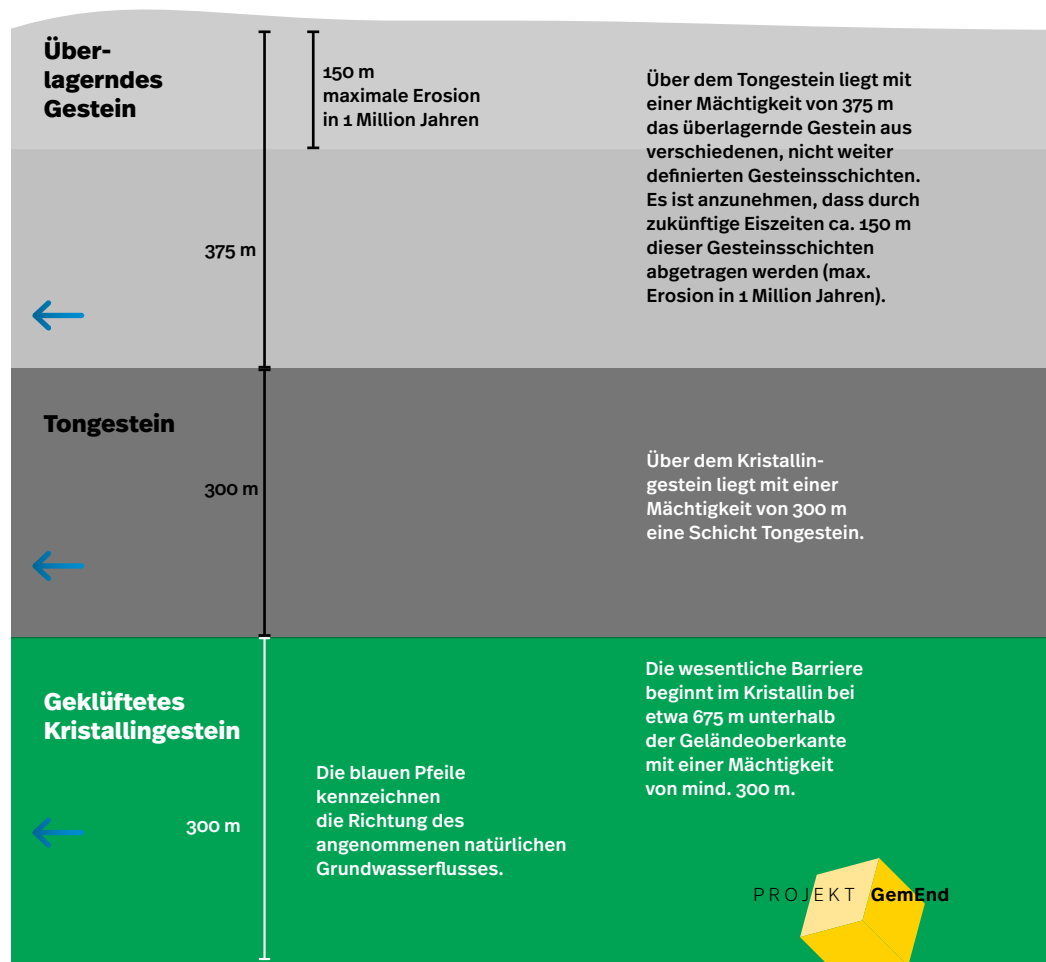 Über-
lagerndes
Gestein
150 m
maximale Erosion
in 1 Million Jahren
375 m
Über dem Tongestein liegt mit
einer Mächtigkeit von 375 m
das überlagernde Gestein aus
verschiedenen, nicht weiter
definierten Gesteinsschichten.
Es ist anzunehmen, dass durch
zukünftige Eiszeiten ca. 150 m
dieser Gesteinsschichten
abgetragen werden (max.
Erosion in 1 Million Jahren).
Tongestein
300 m
Über dem Kristallin-
gestein liegt mit einer
Mächtigkeit von 300 m
eine Schicht Tongestein.
Geklüftetes
Kristallingestein
300 m
Die blauen Pfeile
kennzeichnen
die Richtung des
angenommenen natürlichen
Grundwasserflusses.
Die wesentliche Barriere
beginnt im Kristallin bei
etwa 675 m unterhalb
der Geländeoberkante
mit einer Mächtigkeit
von mind. 300 m.
PROJEKT GemEnd